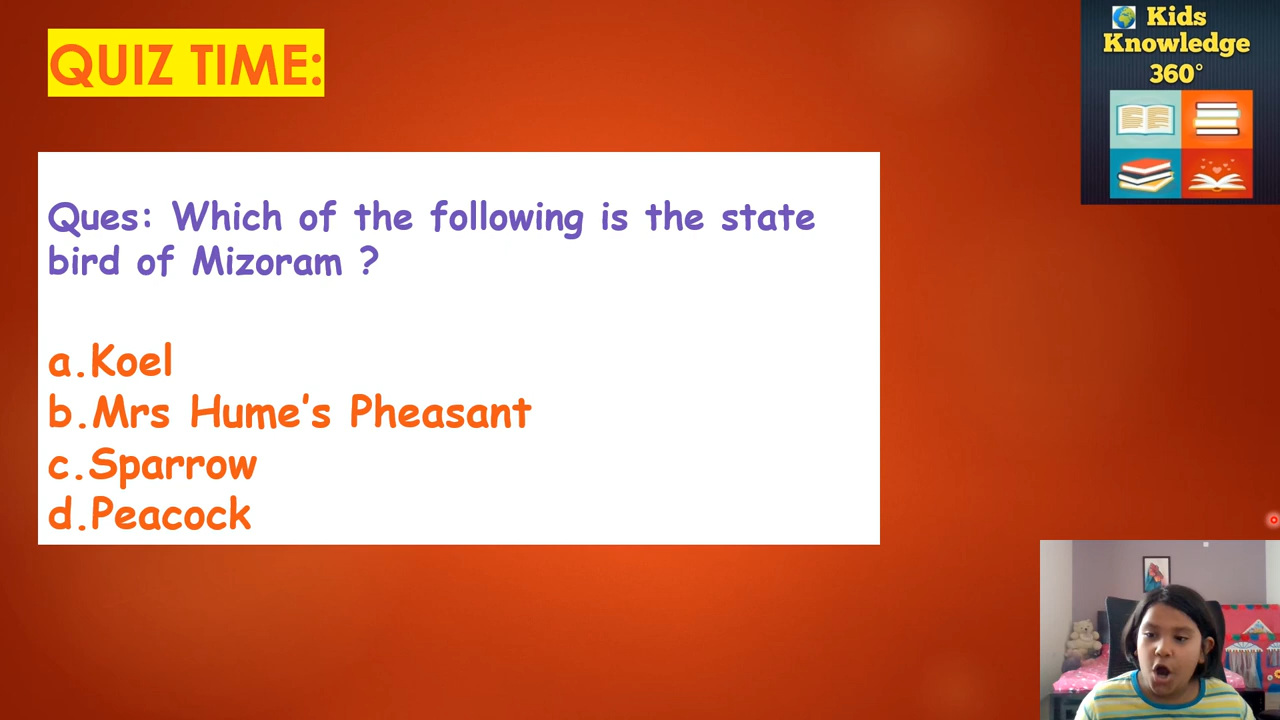 QUIZ TIME:
Kids
Knowledge
360°
Ques: Which of the following is the state
bird of Mizoram ?
a.Koel
b.Mrs Hume’s Pheasant
c.Sparrow
d.Peacock